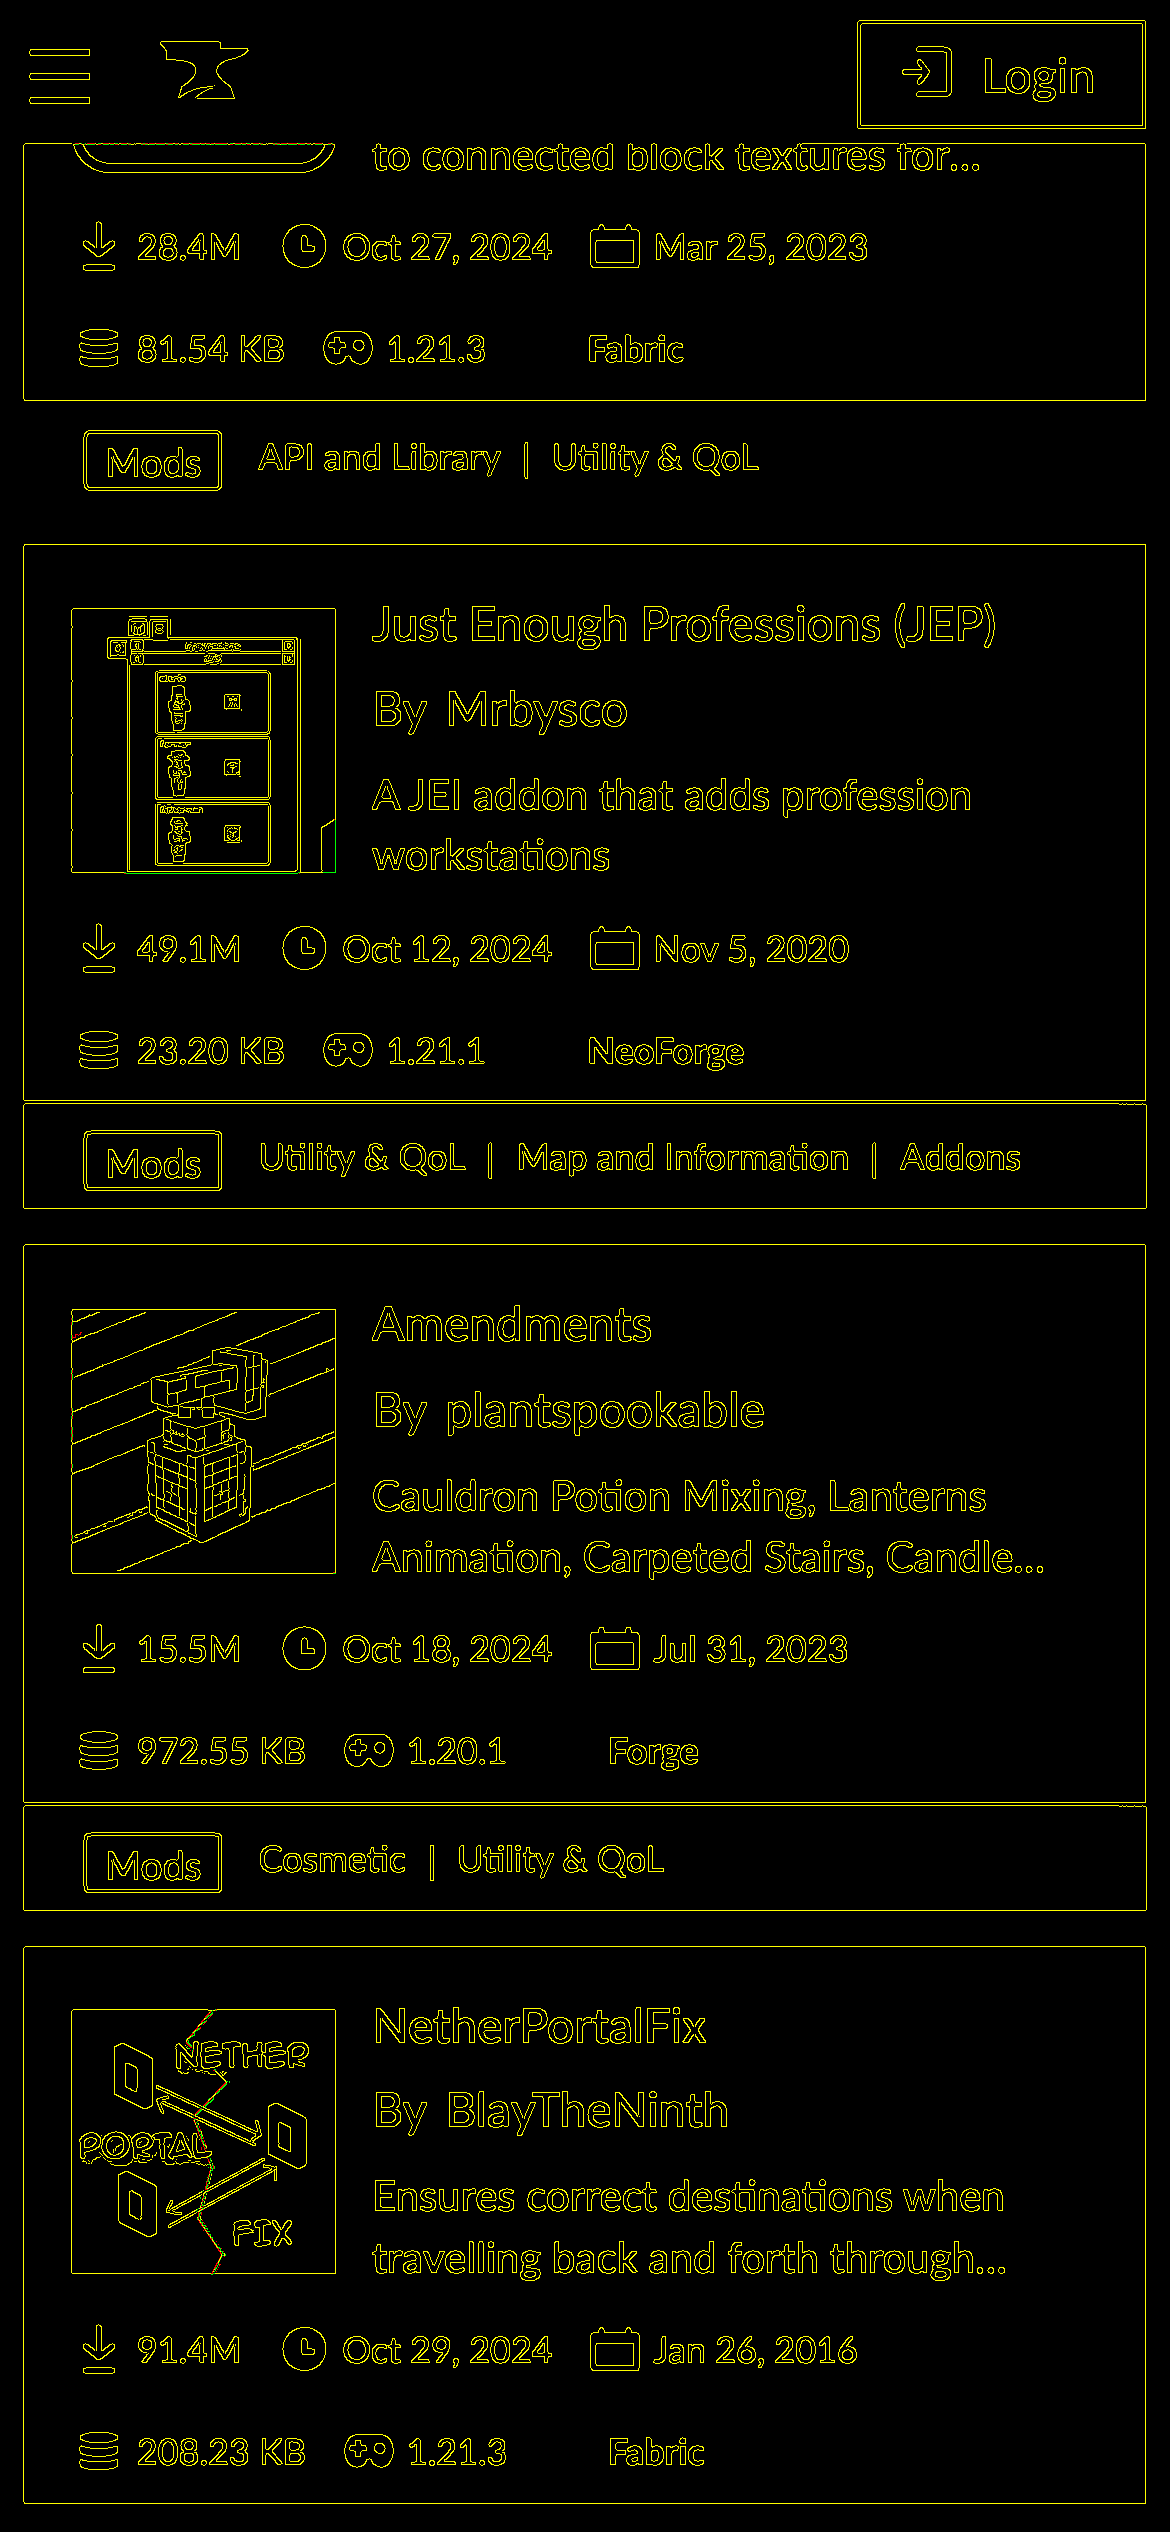 Login
to connected block textures for...
28.4M Oct 27, 2024 Mar 25, 2023
81.54 KB 1.21.3 Fabric
Mods API and Library | Utility & QoL
Just Enough Professions (JEP)
By Mrbysco
A JEI addon that adds profession
workstations
49.1M Oct 12, 2024 Nov 5, 2020
23.20 KB 1.21.1 NeoForge
Mods Utility & QoL | Map and Information | Addons
Amendments
By plantspookable
Cauldron Potion Mixing, Lanterns
Animation, Carpeted Stairs, Candle...
15.5M Oct 18, 2024 Jul 31, 2023
972.55 KB 1.20.1 Forge
Mods Cosmetic | Utility & QoL
NETHER
PORTAL
FIX
NetherPortalFix
By BlayTheNinth
Ensures correct destinations when
travelling back and forth through...
91.4M Oct 29, 2024 Jan 26, 2016
208.23 KB 1.21.3 Fabric